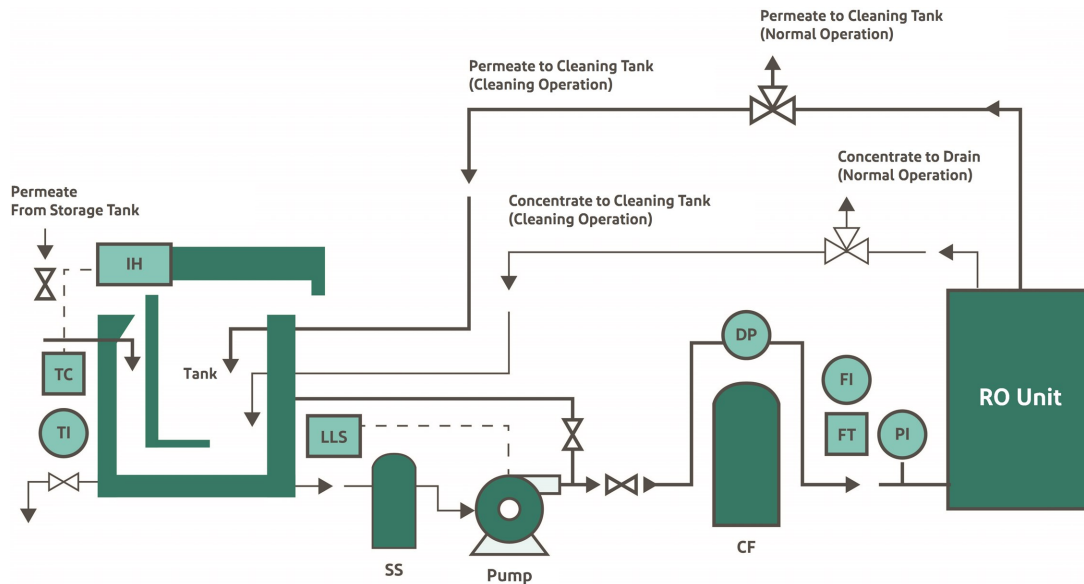 Permeate to Cleaning Tank
(Normal Operation)
Permeate to Cleaning Tank
(Cleaning Operation)
Concentrate to Drain
(Normal Operation)
Permeate
From Storage Tank
Concentrate to Cleaning Tank
(Cleaning Operation)
IH
DP
TC
Tank
FI
RO Unit
TI
LLS
FT
PI
SS
Pump
CF